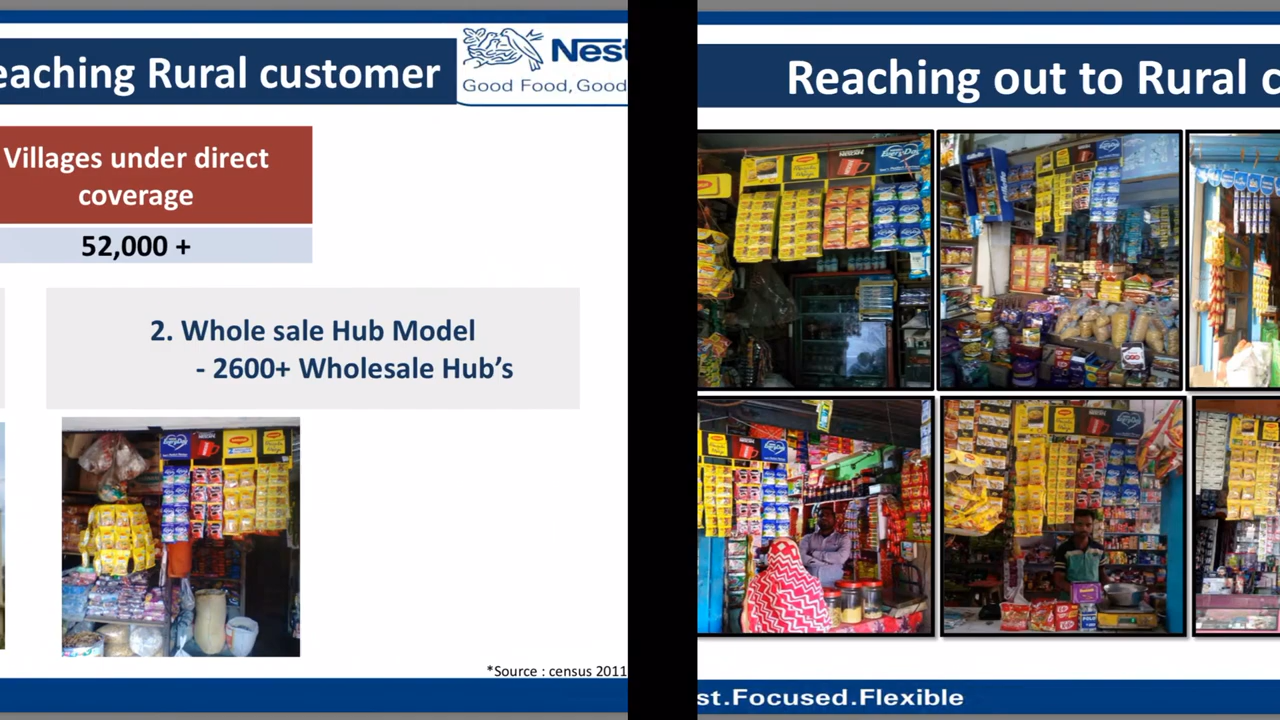 eaching Rural customer
Nest
Good Food, Good
Villages under direct
coverage
52,000 +
2. Whole sale Hub Model
- 2600+ Wholesale Hub's
*Source : census 2011
Reaching out to Rural c
st.Focused.Flexible